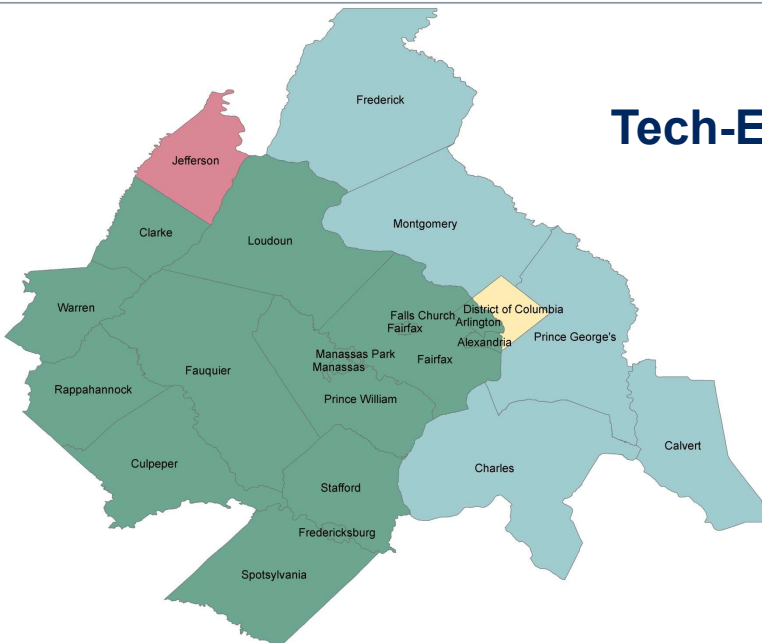 Frederick
Tech-E
Jefferson
Montgomery
Clarke
Loudoun
Warren
Falls Church
District of Columbia
Fairfax
Arlington
Prince George's
Alexandria
Manassas Park
Fairfax
Manassas
Fauquier
Rappahannock
Prince William
Calvert
Culpeper
Charles
Stafford
Fredericksburg
Spotsylvania